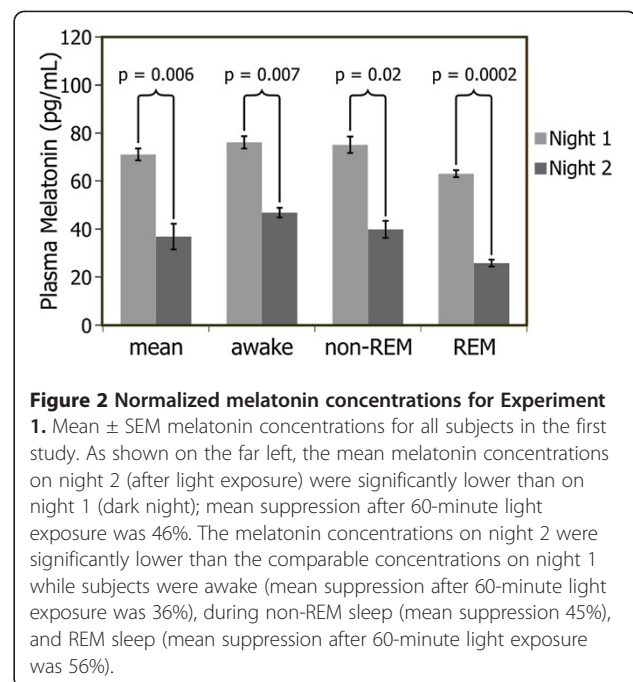 120
100
80
60
40
20
0
Plasma Melatonin (pg/mL)
p = 0.006 p = 0.007 p = 0.02 p = 0.0002
mean awake non-REM REM
Night 1
Night 2
Figure 2 Normalized melatonin concentrations for Experiment
1. Mean ± SEM melatonin concentrations for all subjects in the first
study. As shown on the far left, the mean melatonin concentrations
on night 2 (after light exposure) were significantly lower than on
night 1 (dark night); mean suppression after 60-minute light
exposure was 46%. The melatonin concentrations on night 2 were
significantly lower than the comparable concentrations on night 1
while subjects were awake (mean suppression after 60-minute light
exposure was 36%), during non-REM sleep (mean suppression 45%),
and REM sleep (mean suppression after 60-minute light exposure
was 56%).